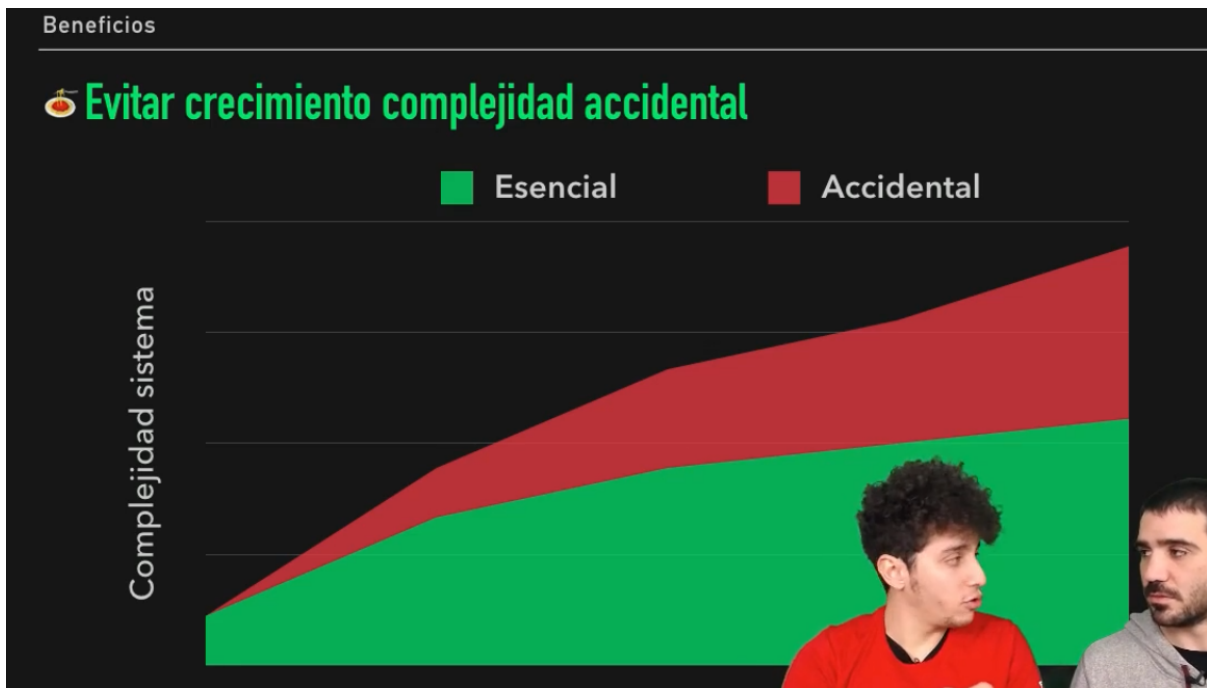 Beneficios
Evitar crecimiento complejidad accidental
Esencial Accidental
Complejidad sistema